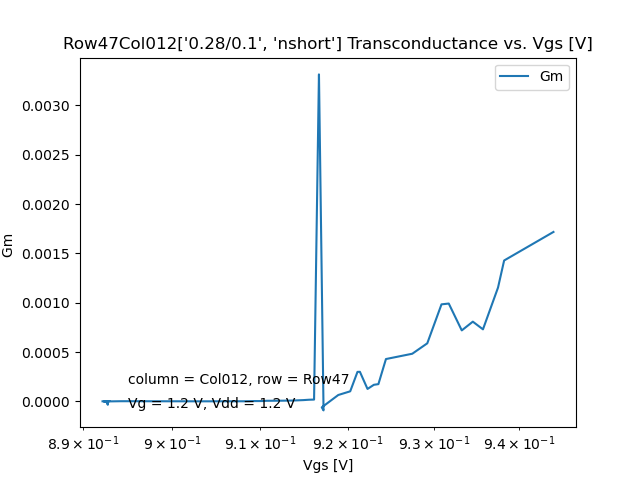 Row47Col012['0.28/0.1', 'nshort'] Transconductance vs. Vgs [V]
Gm
0.0030
0.0025
0.0020
0.0015
0.0010
0.0005
0.0000
Gm
column = Col012, row = Row47
Vg = 1.2 V, Vdd = 1.2 V
8.9 × 10⁻¹ 9 × 10⁻¹ 9.1 × 10⁻¹ 9.2 × 10⁻¹ 9.3 × 10⁻¹ 9.4 × 10⁻¹
Vgs [V]